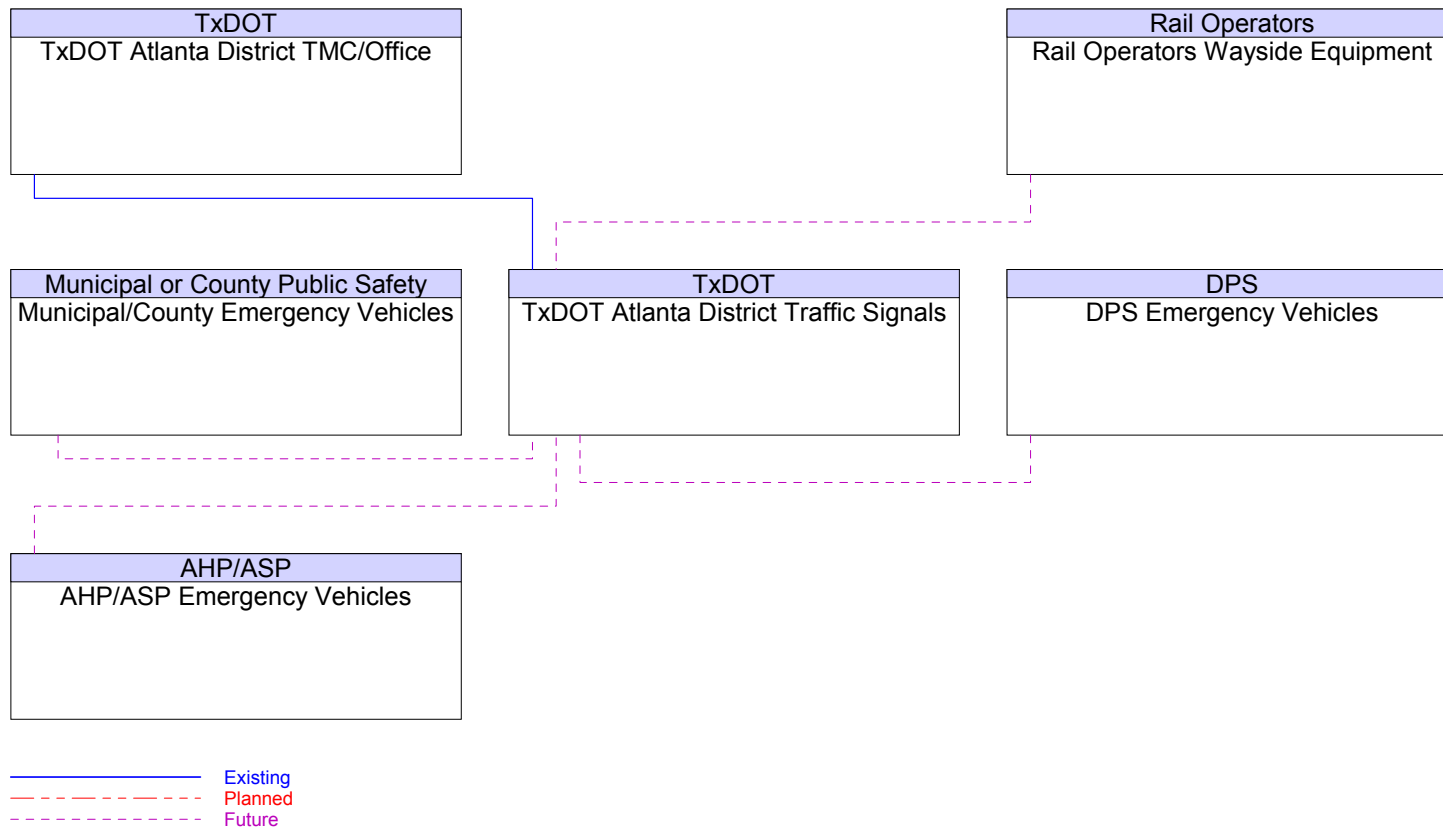 TxDOT
TxDOT Atlanta District TMC/Office
Rail Operators
Rail Operators Wayside Equipment
Municipal or County Public Safety
Municipal/County Emergency Vehicles
TxDOT
TxDOT Atlanta District Traffic Signals
DPS
DPS Emergency Vehicles
AHP/ASP
AHP/ASP Emergency Vehicles
Existing
Planned
Future